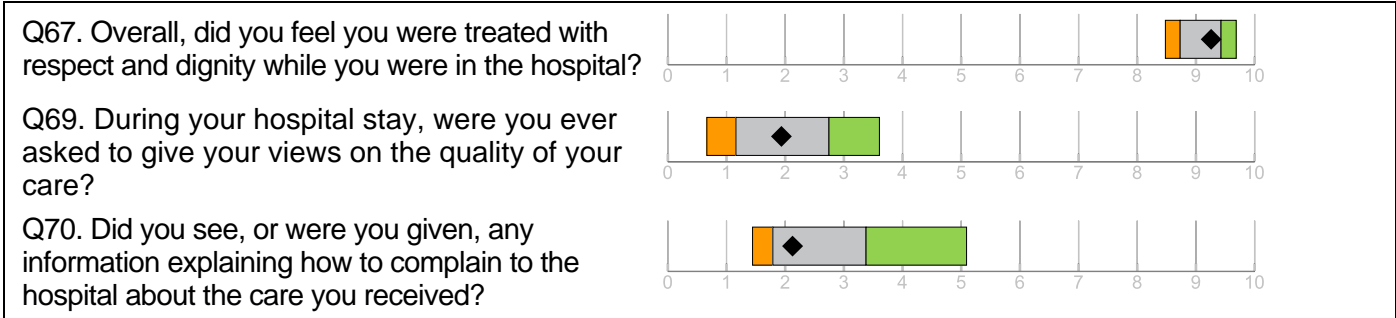 Q67. Overall, did you feel you were treated with
respect and dignity while you were in the hospital?
0 1 2 3 4 5 6 7 8 9 10
Q69. During your hospital stay, were you ever
asked to give your views on the quality of your
care?
0 1 2 3 4 5 6 7 8 9 10
Q70. Did you see, or were you given, any
information explaining how to complain to the
hospital about the care you received?
0 1 2 3 4 5 6 7 8 9 10